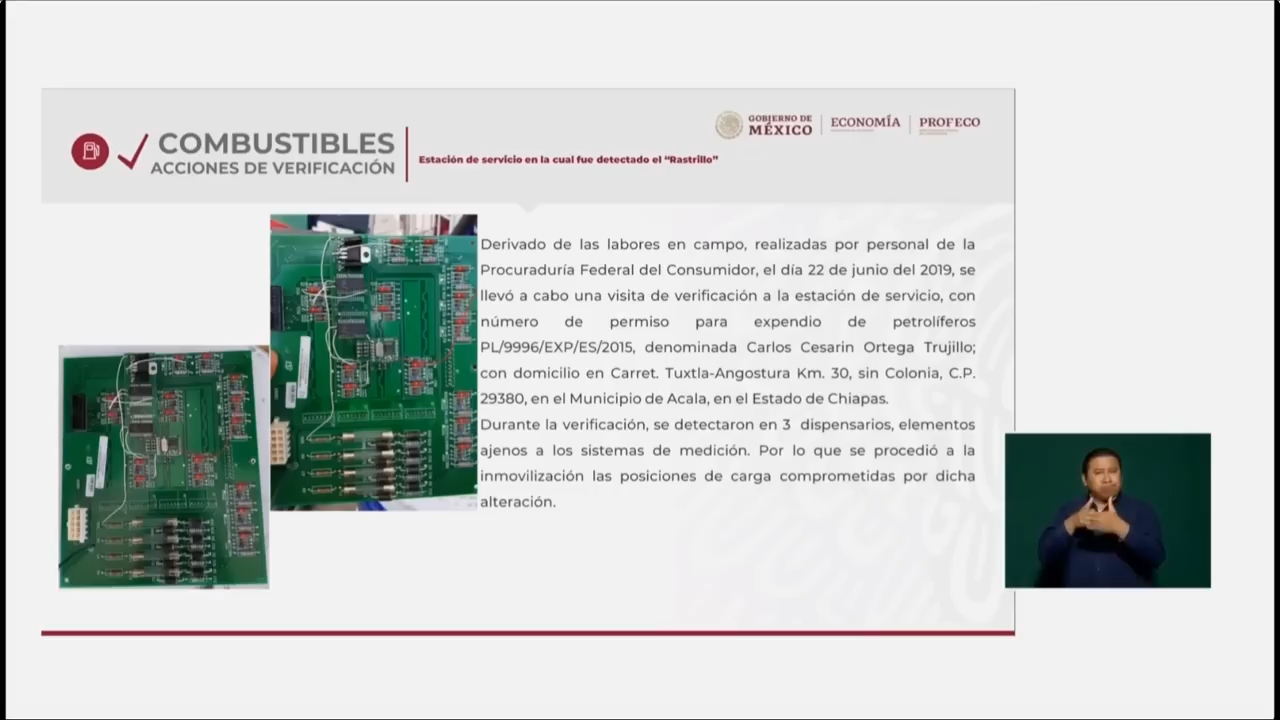 COMBUSTIBLES
ACCIONES DE VERIFICACIÓN
Estación de servicio en la cual fue detectado el “Rastrillo”
GOBIERNO DE
MÉXICO
ECONOMÍA
PROFECO
Derivado de las labores en campo, realizadas por personal de la
Procuraduría Federal del Consumidor, el día 22 de junio del 2019, se
llevó a cabo una visita de verificación a la estación de servicio, con
número de permiso para expendio de petrolíferos
PL/9996/EXP/ES/2015, denominada Carlos Cesarin Ortega Trujillo;
con domicilio en Carret. Tuxtla-Angostura Km. 30, sin Colonia, C.P.
29380, en el Municipio de Acala, en el Estado de Chiapas.
Durante la verificación, se detectaron en 3 dispensarios, elementos
ajenos a los sistemas de medición. Por lo que se procedió a la
inmovilización las posiciones de carga comprometidas por dicha
alteración.